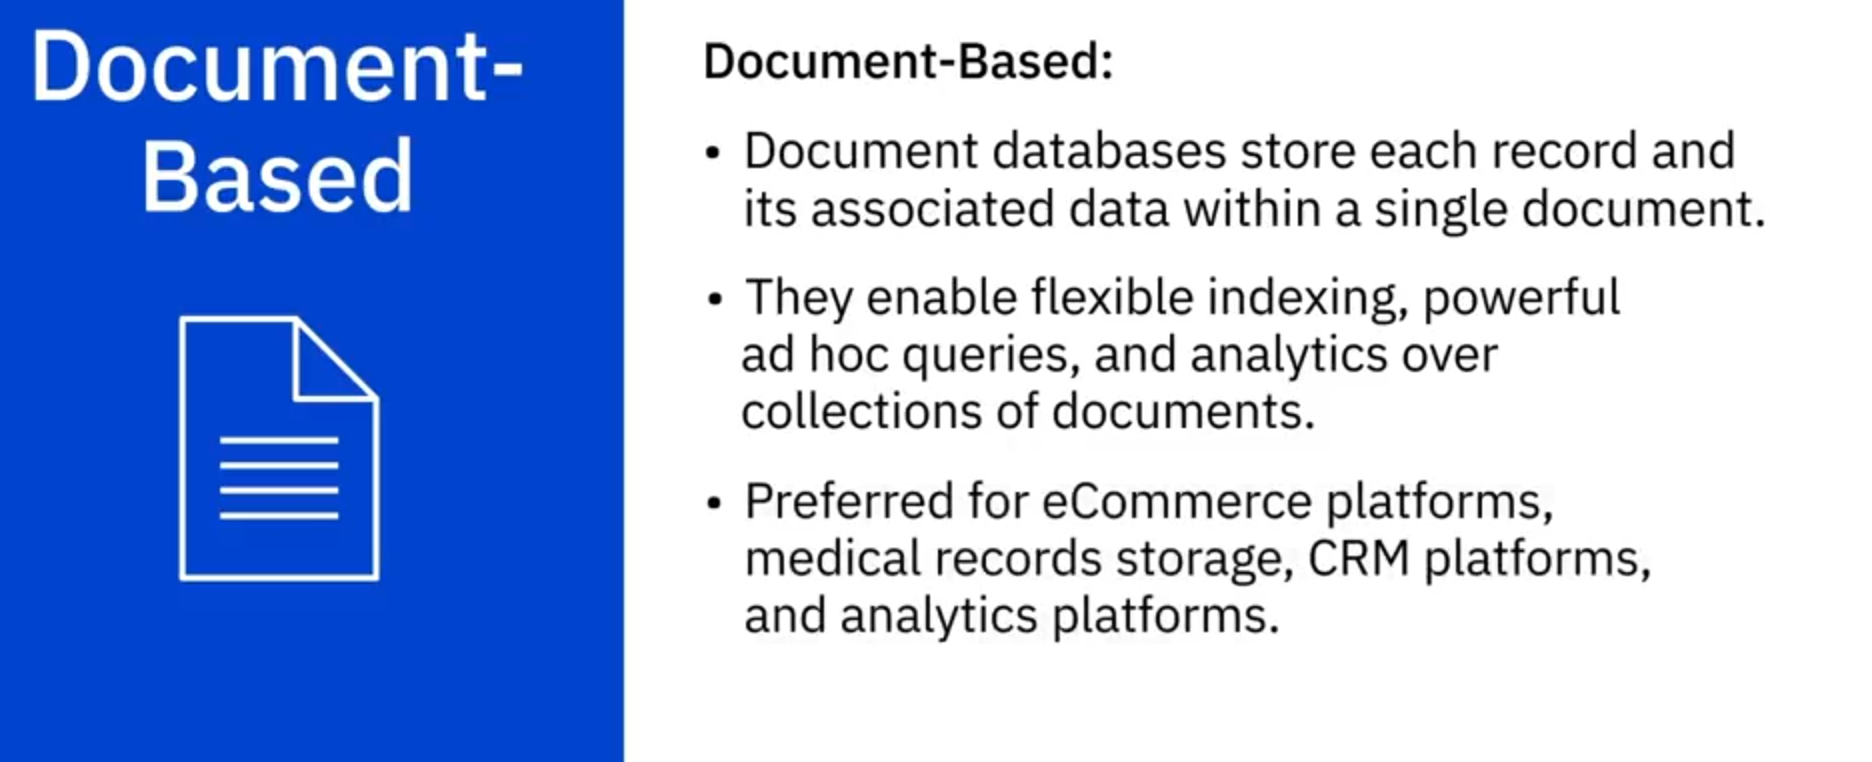 Document-
Based
Document-Based:
• Document databases store each record and
its associated data within a single document.
• They enable flexible indexing, powerful
ad hoc queries, and analytics over
collections of documents.
• Preferred for eCommerce platforms,
medical records storage, CRM platforms,
and analytics platforms.